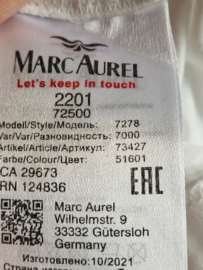 MARC AUREL
Let's keep in touch
2201
72500
Modell/Style/Модель: 7278
Var./Var./Разновидность: 7000
Artikel/Article/Артикул: 73427
Farbe/Colour/Цвет: 51601
CA 29673
RN 124836
EAC
Marc Aurel
Wilhelmstr. 9
33332 Gütersloh
Germany
Изготовлено 10/2021
Страна